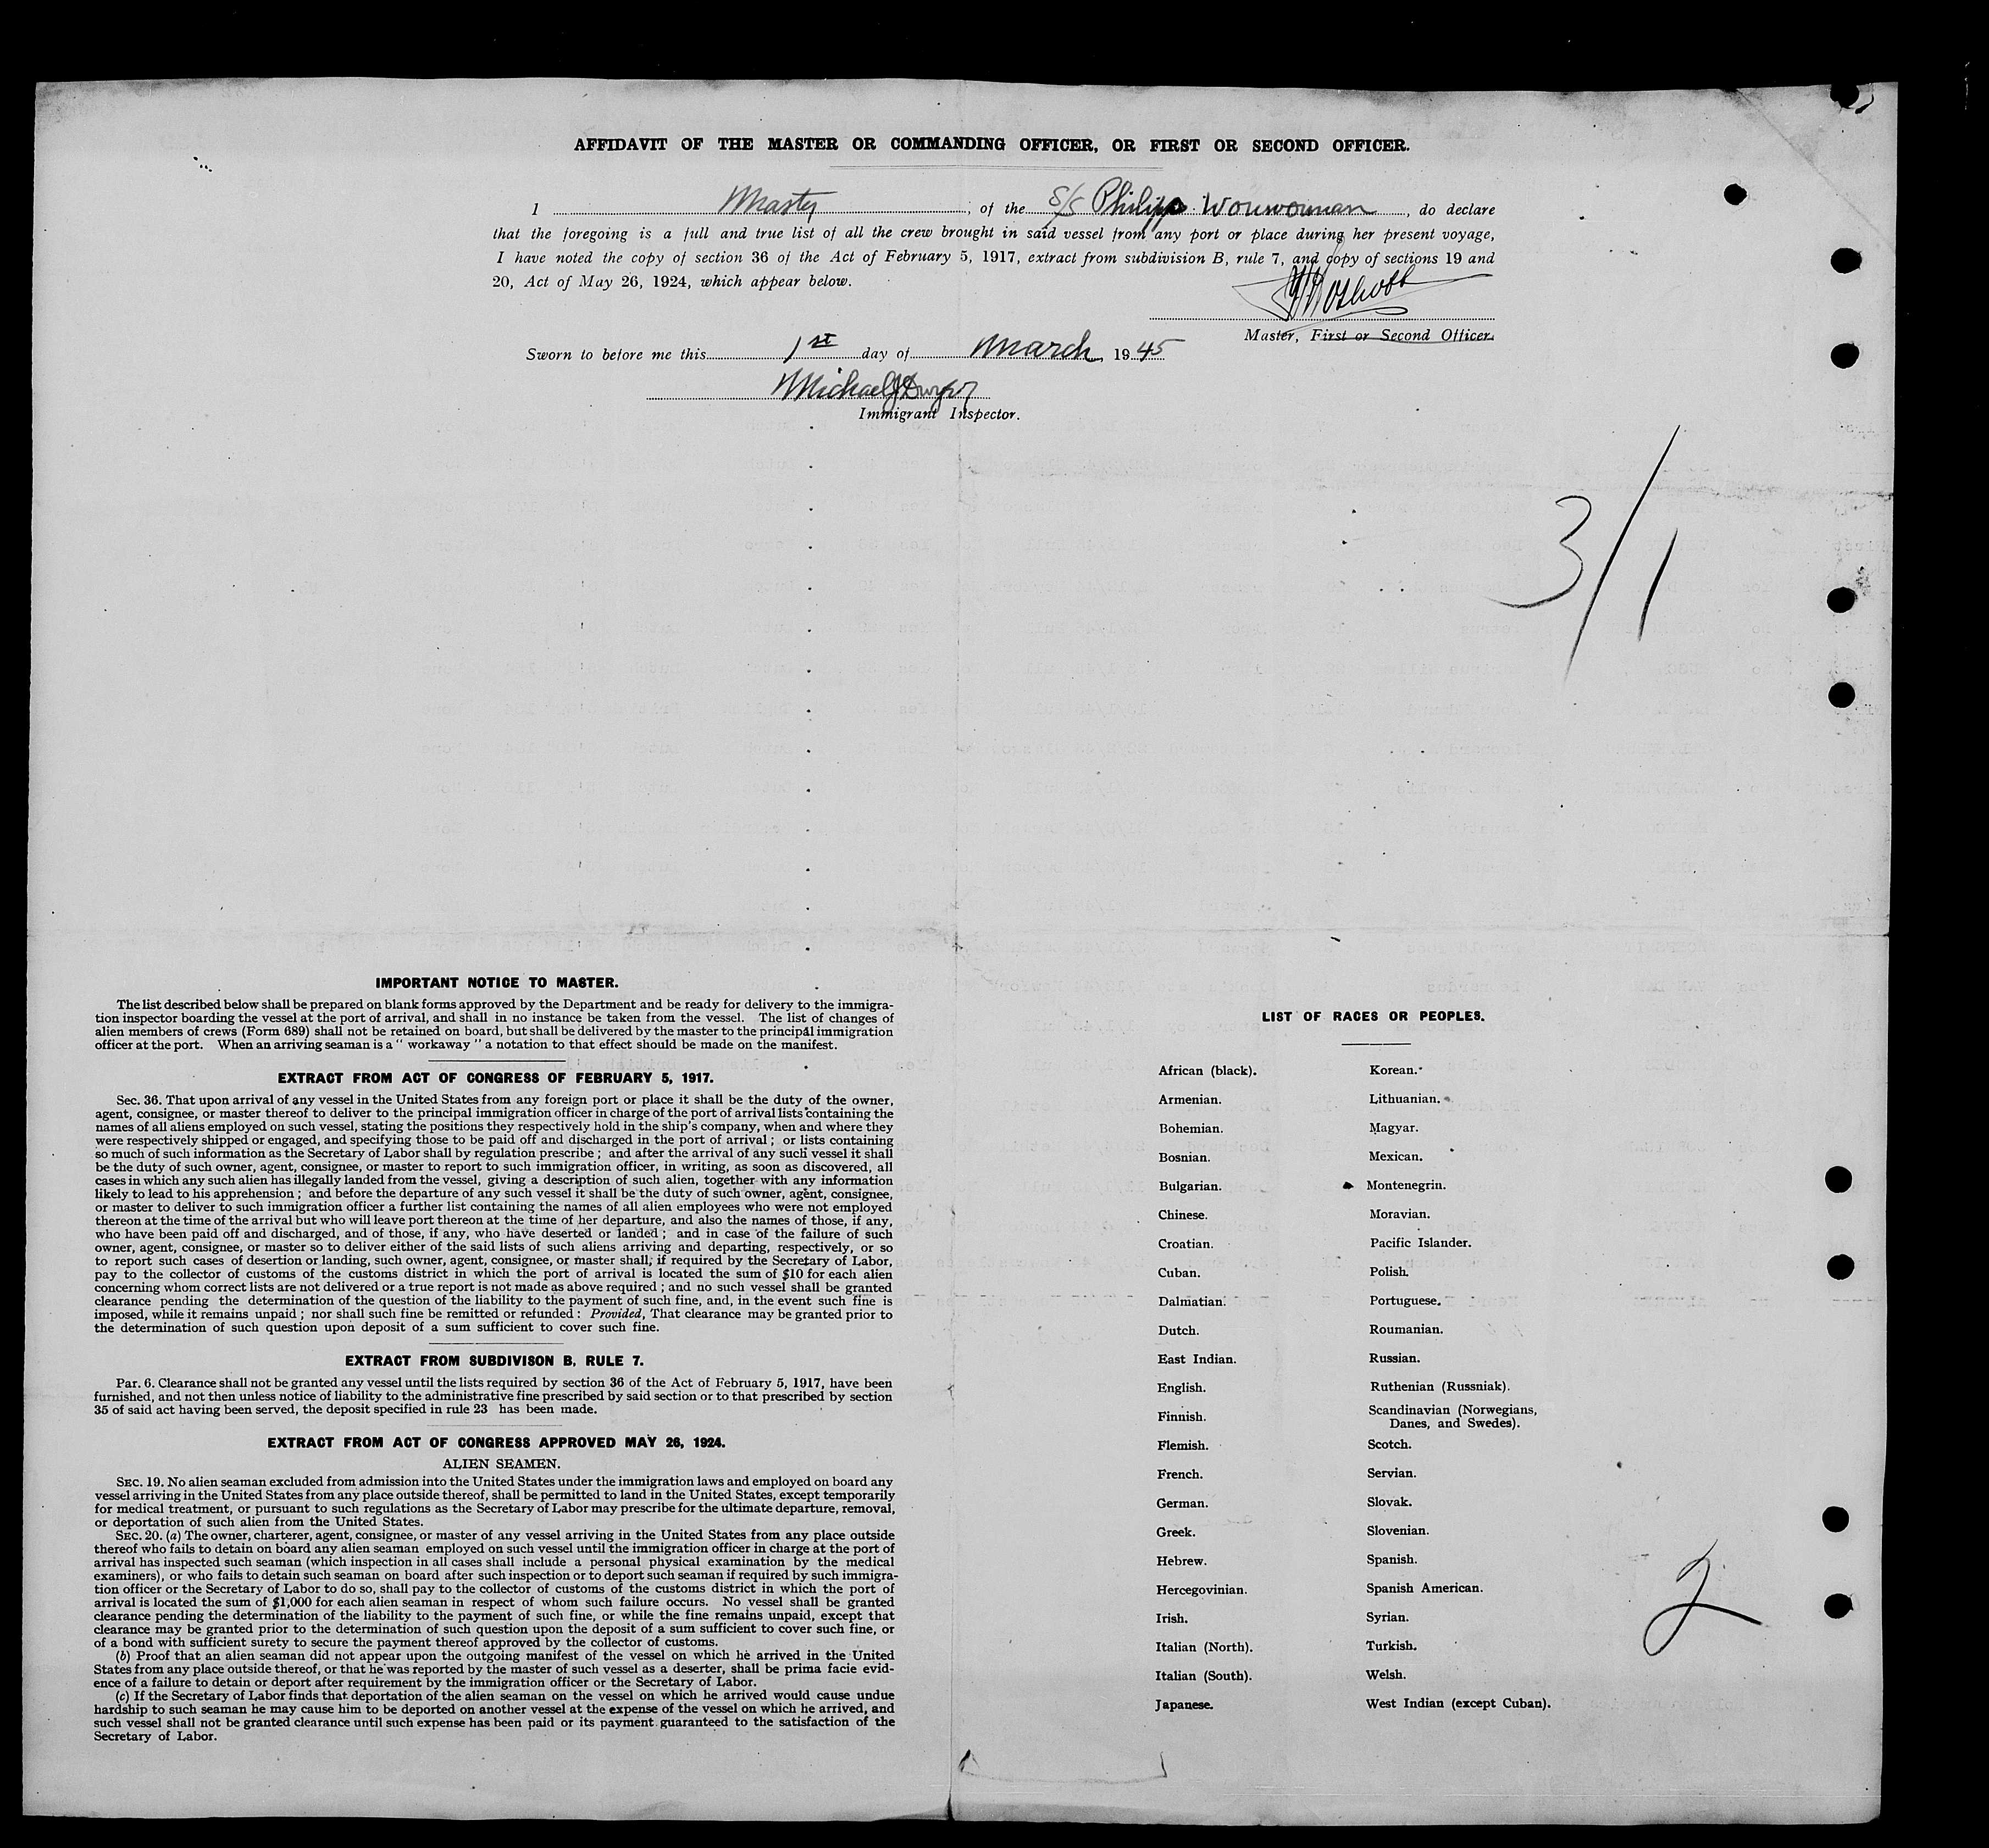 AFFIDAVIT OF THE MASTER OR COMMANDING OFFICER, OR FIRST OR SECOND OFFICER.
I Master, of the S/S Philips Wouwerman, do declare
that the foregoing is a full and true list of all the crew brought in said vessel from any port or place during her present voyage,
I have noted the copy of section 36 of the Act of February 5, 1917, extract from subdivision B, rule 7, and copy of sections 19 and
20, Act of May 26, 1924, which appear below.
Master, First or Second Officer.
Sworn to before me this 1st day of March, 1945
Michael J Dwyer
Immigrant Inspector.
3/1
IMPORTANT NOTICE TO MASTER.
The list described below shall be prepared on blank forms approved by the Department and be ready for delivery to the immigra-
tion inspector boarding the vessel at the port of arrival, and shall in no instance be taken from the vessel. The list of changes of
alien members of crews (Form 689) shall not be retained on board, but shall be delivered by the master to the principal immigration
officer at the port. When an arriving seaman is a " workaway " a notation to that effect should be made on the manifest.
EXTRACT FROM ACT OF CONGRESS OF FEBRUARY 5, 1917.
Sec. 36. That upon arrival of any vessel in the United States from any foreign port or place it shall be the duty of the owner,
agent, consignee, or master thereof to deliver to the principal immigration officer in charge of the port of arrival lists containing the
names of all aliens employed on such vessel, stating the positions they respectively hold in the ship's company, when and where they
were respectively shipped or engaged, and specifying those to be paid off and discharged in the port of arrival ; or lists containing
so much of such information as the Secretary of Labor shall by regulation prescribe ; and after the arrival of any such vessel it shall
be the duty of such owner, agent, consignee, or master to report to such immigration officer, in writing, as soon as discovered, all
cases in which any such alien has illegally landed from the vessel, giving a description of such alien, together with any information
likely to lead to his apprehension ; and before the departure of any such vessel it shall be the duty of such owner, agent, consignee,
or master to deliver to such immigration officer a further list containing the names of all alien employees who were not employed
thereon at the time of the arrival but who will leave port thereon at the time of her departure, and also the names of those, if any,
who have been paid off and discharged, and of those, if any, who have deserted or landed ; and in case of the failure of such
owner, agent, consignee, or master so to deliver either of the said lists of such aliens arriving and departing, respectively, or so
to report such cases of desertion or landing, such owner, agent, consignee, or master shall, if required by the Secretary of Labor,
pay to the collector of customs of the customs district in which the port of arrival is located the sum of $10 for each alien
concerning whom correct lists are not delivered or a true report is not made as above required ; and no such vessel shall be granted
clearance pending the determination of the question of the liability to the payment of such fine, and, in the event such fine is
imposed, while it remains unpaid ; nor shall such fine be remitted or refunded : Provided, That clearance may be granted prior to
the determination of such question upon deposit of a sum sufficient to cover such fine.
EXTRACT FROM SUBDIVISON B, RULE 7.
Par. 6. Clearance shall not be granted any vessel until the lists required by section 36 of the Act of February 5, 1917, have been
furnished, and not then unless notice of liability to the administrative fine prescribed by said section or to that prescribed by section
35 of said act having been served, the deposit specified in rule 23 has been made.
EXTRACT FROM ACT OF CONGRESS APPROVED MAY 26, 1924.
ALIEN SEAMEN.
SEC. 19. No alien seaman excluded from admission into the United States under the immigration laws and employed on board any
vessel arriving in the United States from any place outside thereof, shall be permitted to land in the United States, except temporarily
for medical treatment, or pursuant to such regulations as the Secretary of Labor may prescribe for the ultimate departure, removal,
or deportation of such alien from the United States.
SEC. 20. (a) The owner, charterer, agent, consignee, or master of any vessel arriving in the United States from any place outside
thereof who fails to detain on board any alien seaman employed on such vessel until the immigration officer in charge at the port of
arrival has inspected such seaman (which inspection in all cases shall include a personal physical examination by the medical
examiners), or who fails to detain such seaman on board after such inspection or to deport such seaman if required by such immigra-
tion officer or the Secretary of Labor to do so, shall pay to the collector of customs of the customs district in which the port of
arrival is located the sum of $1,000 for each alien seaman in respect of whom such failure occurs. No vessel shall be granted
clearance pending the determination of the liability to the payment of such fine, or while the fine remains unpaid, except that
clearance may be granted prior to the determination of such question upon the deposit of a sum sufficient to cover such fine, or
of a bond with sufficient surety to secure the payment thereof approved by the collector of customs.
(b) Proof that an alien seaman did not appear upon the outgoing manifest of the vessel on which he arrived in the United
States from any place outside thereof, or that he was reported by the master of such vessel as a deserter, shall be prima facie evid-
ence of a failure to detain or deport after requirement by the immigration officer or the Secretary of Labor.
(c) If the Secretary of Labor finds that deportation of the alien seaman on the vessel on which he arrived would cause undue
hardship to such seaman he may cause him to be deported on another vessel at the expense of the vessel on which he arrived, and
such vessel shall not be granted clearance until such expense has been paid or its payment guaranteed to the satisfaction of the
Secretary of Labor.
LIST OF RACES OR PEOPLES.
African (black). Korean.
Armenian. Lithuanian.
Bohemian. Magyar.
Bosnian. Mexican.
Bulgarian. Montenegrin.
Chinese. Moravian.
Croatian. Pacific Islander.
Cuban. Polish.
Dalmatian. Portuguese.
Dutch. Roumanian.
East Indian. Russian.
English. Ruthenian (Russniak).
Finnish. Scandinavian (Norwegians,
Danes, and Swedes).
Flemish. Scotch.
French. Servian.
German. Slovak.
Greek. Slovenian.
Hebrew. Spanish.
Hercegovinian. Spanish American.
Irish. Syrian.
Italian (North). Turkish.
Italian (South). Welsh.
Japanese. West Indian (except Cuban).
2